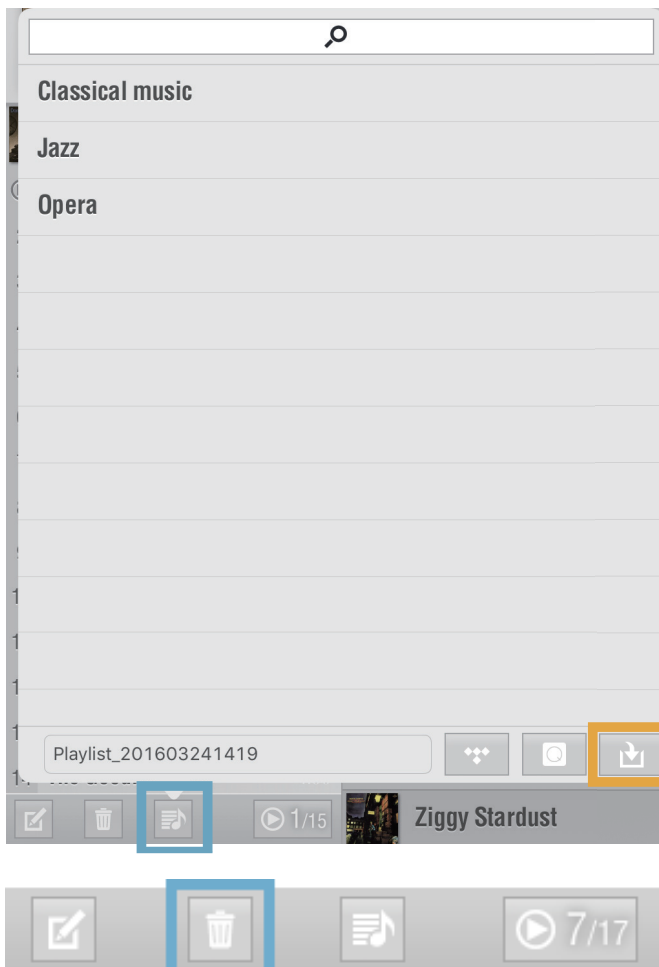 Classical music
Jazz
Opera
Playlist_201603241419
1/15
Ziggy Stardust
7/17